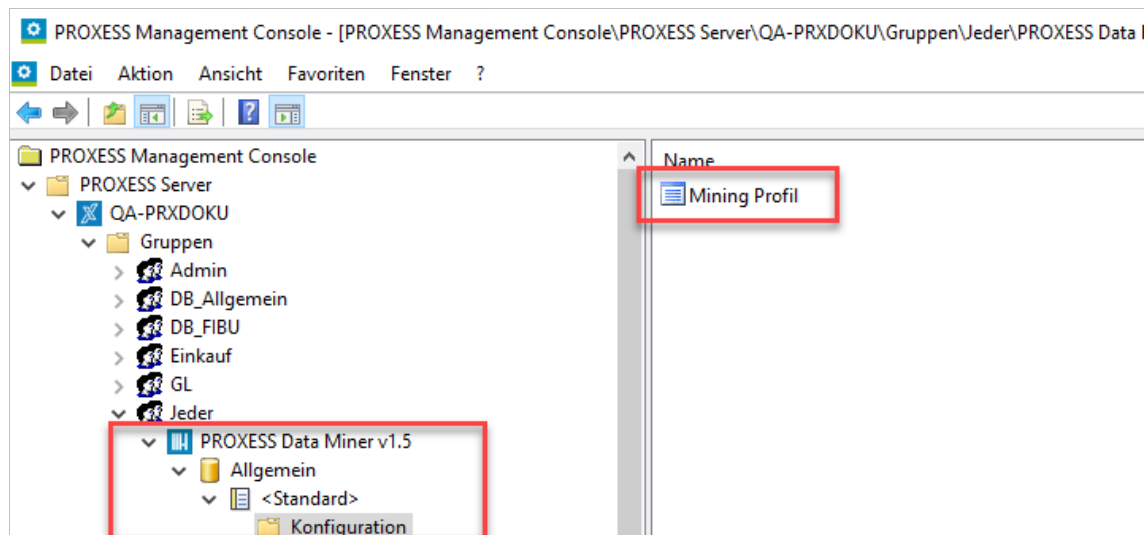 PROXESS Management Console - [PROXESS Management Console\PROXESS Server\QA-PRXDOKU\Gruppen\Jeder\PROXESS Data
Datei Aktion Ansicht Favoriten Fenster ?
PROXESS Management Console
PROXESS Server
QA-PRXDOKU
Gruppen
Admin
DB_Allgemein
DB_FIBU
Einkauf
GL
Jeder
PROXESS Data Miner v1.5
Allgemein
<Standard>
Konfiguration
Name
Mining Profil